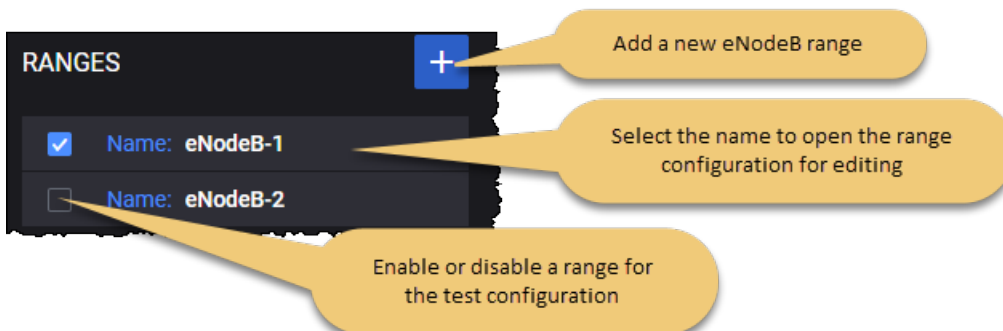 RANGES
+
Add a new eNodeB range
Name: eNodeB-1
Select the name to open the range
configuration for editing
Name: eNodeB-2
Enable or disable a range for
the test configuration